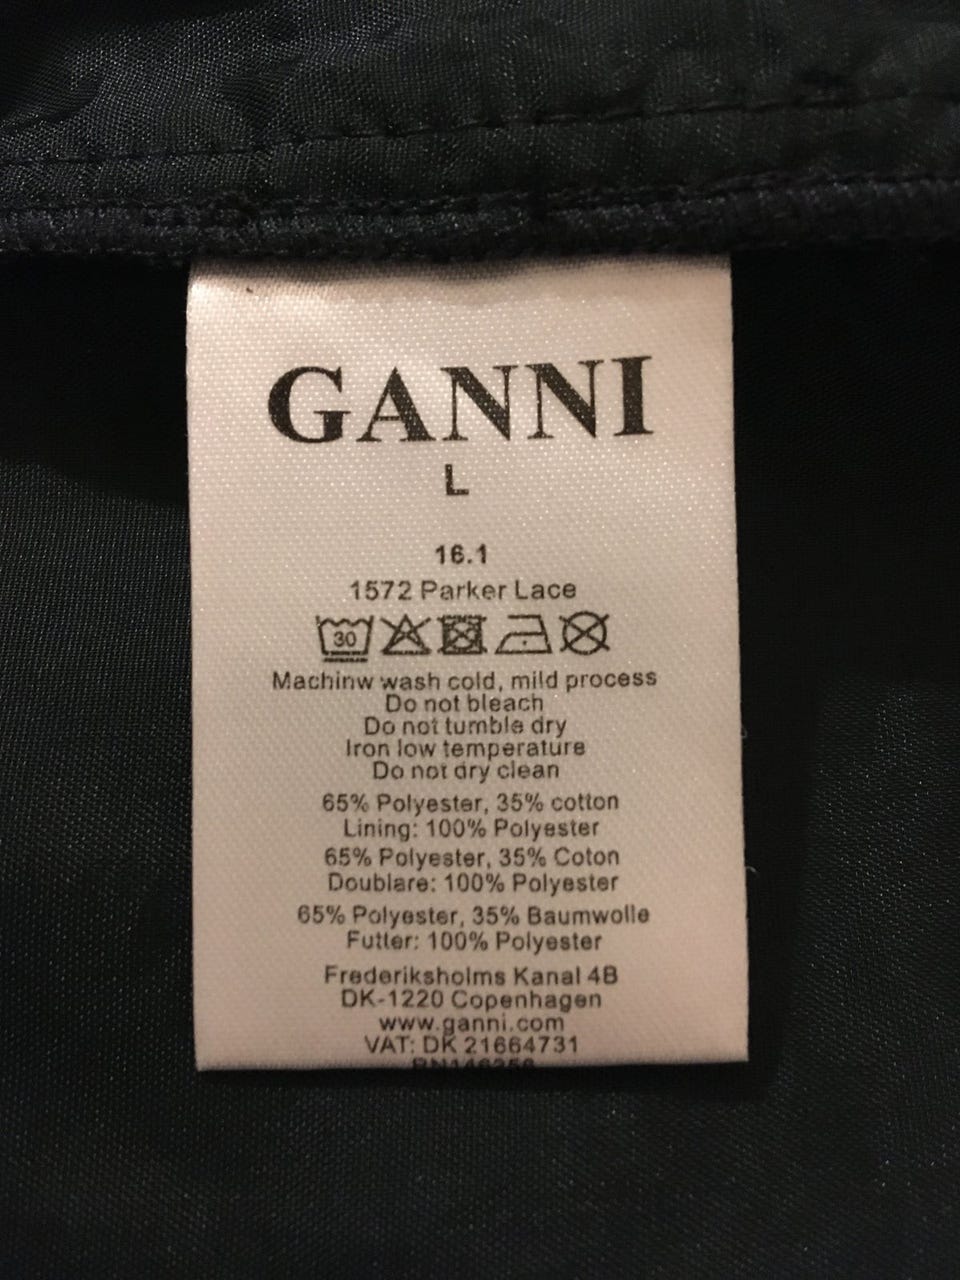 GANNI
L
16.1
1572 Parker Lace
30
Machinw wash cold, mild process
Do not bleach
Do not tumble dry
Iron low temperature
Do not dry clean
65% Polyester, 35% cotton
Lining: 100% Polyester
65% Polyester, 35% Coton
Doublare: 100% Polyester
65% Polyester, 35% Baumwolle
Futter: 100% Polyester
Frederiksholms Kanal 4B
DK-1220 Copenhagen
www.ganni.com
VAT: DK 21664731